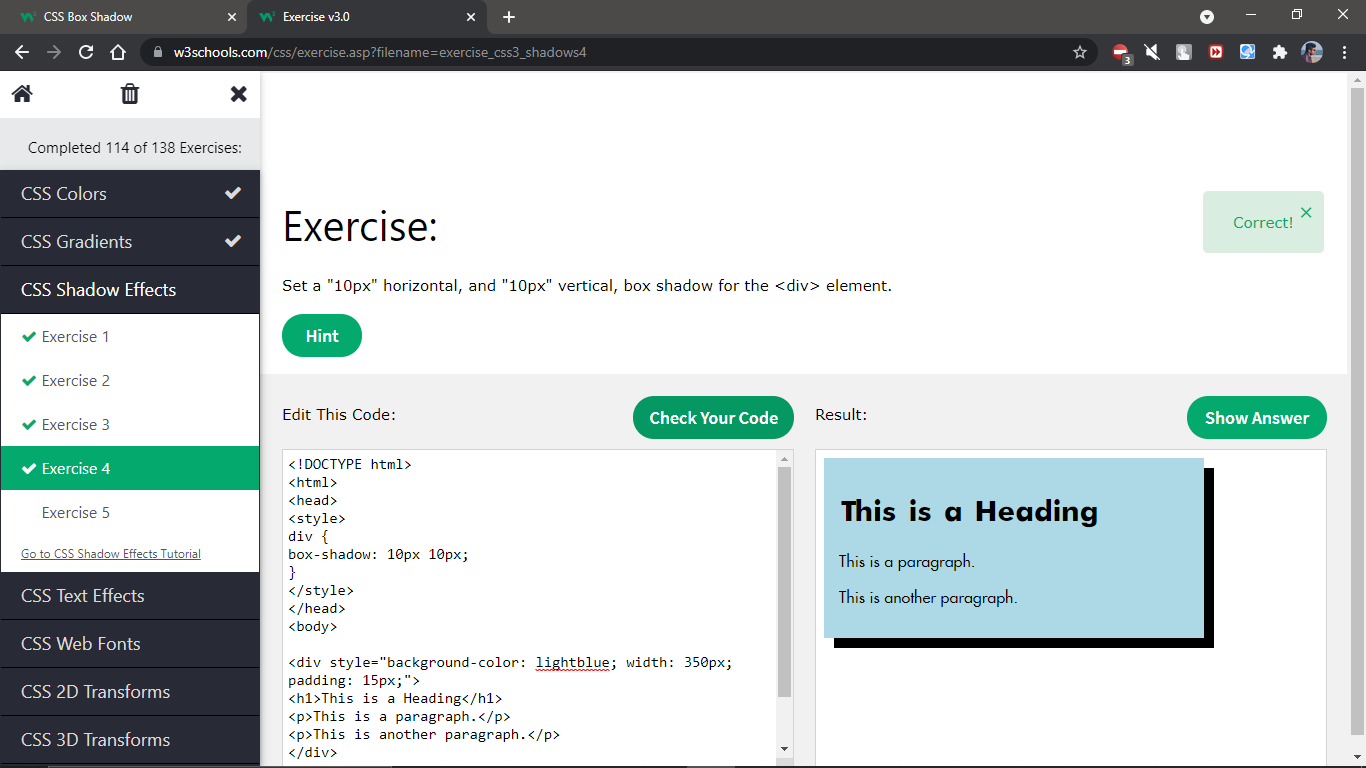 CSS Box Shadow
Exercise v3.0
w3schools.com/css/exercise.asp?filename=exercise_css3_shadows4
3
Completed 114 of 138 Exercises:
CSS Colors
CSS Gradients
CSS Shadow Effects
Exercise 1
Exercise 2
Exercise 3
Exercise 4
Exercise 5
Go to CSS Shadow Effects Tutorial
CSS Text Effects
CSS Web Fonts
CSS 2D Transforms
CSS 3D Transforms
Exercise:
Correct!
Set a "10px" horizontal, and "10px" vertical, box shadow for the <div> element.
Hint
Edit This Code:
Check Your Code
<!DOCTYPE html>
<html>
<head>
<style>
div {
box-shadow: 10px 10px;
}
</style>
</head>
<body>
<div style="background-color: lightblue; width: 350px;
padding: 15px;">
<h1>This is a Heading</h1>
<p>This is a paragraph.</p>
<p>This is another paragraph.</p>
</div>
Result:
Show Answer
This is a Heading
This is a paragraph.
This is another paragraph.